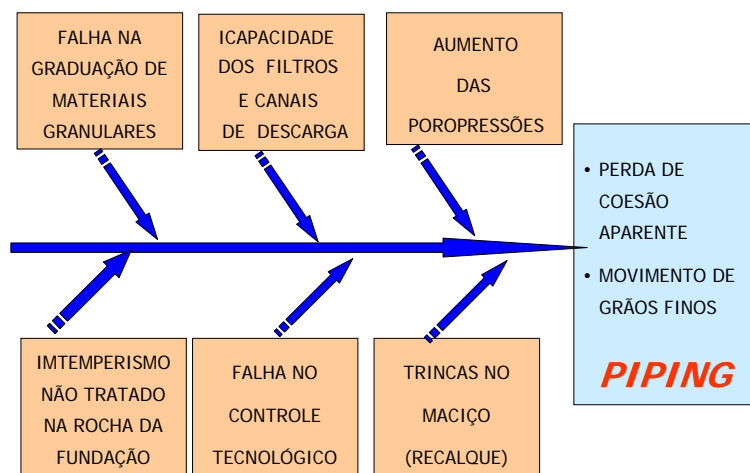 FALHA NA
GRADUAÇÃO DE
MATERIAIS
GRANULARES
ICAPACIDADE
DOS FILTROS
E CANAIS
DE DESCARGA
AUMENTO
DAS
POROPRESSÕES
• PERDA DE
COESÃO
APARENTE
• MOVIMENTO DE
GRÃOS FINOS
PIPING
IMTEMPERISMO
NÃO TRATADO
NA ROCHA DA
FUNDAÇÃO
FALHA NO
CONTROLE
TECNOLÓGICO
TRINCAS NO
MACIÇO
(RECALQUE)